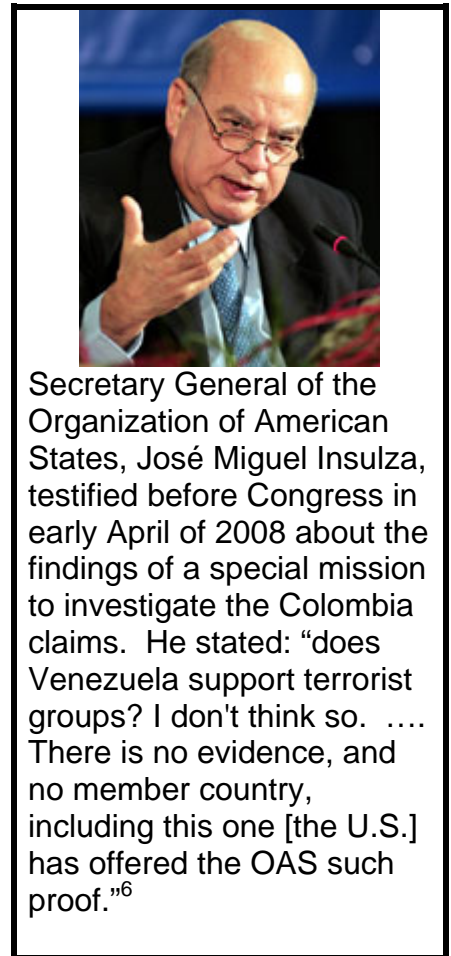 Secretary General of the
Organization of American
States, José Miguel Insulza,
testified before Congress in
early April of 2008 about the
findings of a special mission
to investigate the Colombia
claims.  He stated: “does
Venezuela support terrorist
groups? I don't think so.  ….
There is no evidence, and
no member country,
including this one [the U.S.]
has offered the OAS such
proof.”⁶